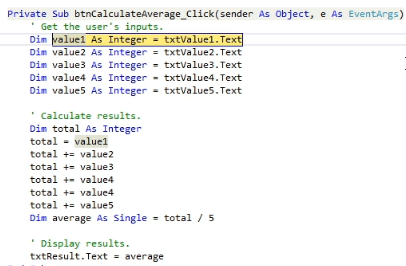 Private Sub btnCalculateAverage_Click(sender As Object, e As EventArgs)
' Get the user's inputs.
Dim value1 As Integer = txtValue1.Text
Dim value2 As Integer = txtValue2.Text
Dim value3 As Integer = txtValue3.Text
Dim value4 As Integer = txtValue4.Text
Dim value5 As Integer = txtValue5.Text
' Calculate results.
Dim total As Integer
total = value1
total += value2
total += value3
total += value4
total += value4
total += value5
Dim average As Single = total / 5
' Display results.
txtResult.Text = average